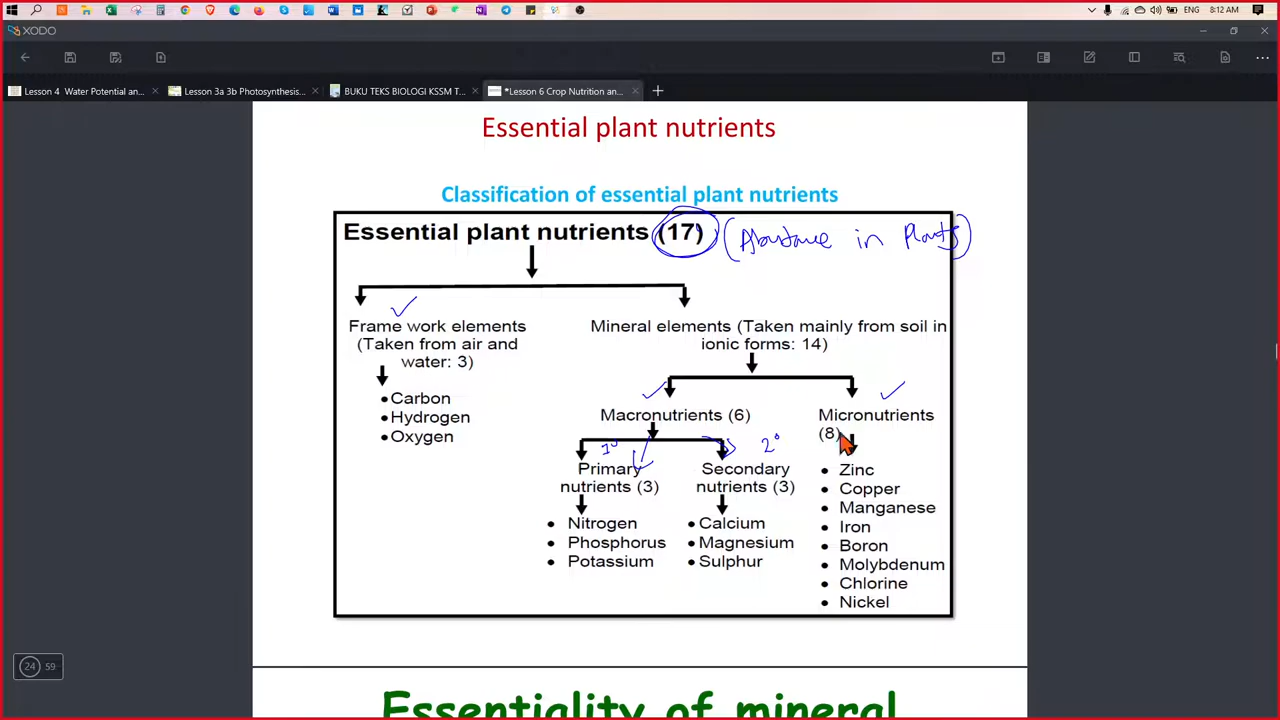 ENG
8:12 AM
XODO
Lesson 4 Water Potential an...
Lesson 3a 3b Photosynthesis...
BUKU TEKS BIOLOGI KSSM T...
*Lesson 6 Crop Nutrition an...
Essential plant nutrients
Classification of essential plant nutrients
Essential plant nutrients (17) ( in Plants)
Frame work elements
(Taken from air and
water: 3)
Carbon
Hydrogen
Oxygen
Mineral elements (Taken mainly from soil in
ionic forms: 14)
Macronutrients (6)
1°
2°
Primary
nutrients (3)
Nitrogen
Phosphorus
Potassium
Secondary
nutrients (3)
Calcium
Magnesium
Sulphur
Micronutrients
(8)
Zinc
Copper
Manganese
Iron
Boron
Molybdenum
Chlorine
Nickel
24 59
Essentiality of mineral